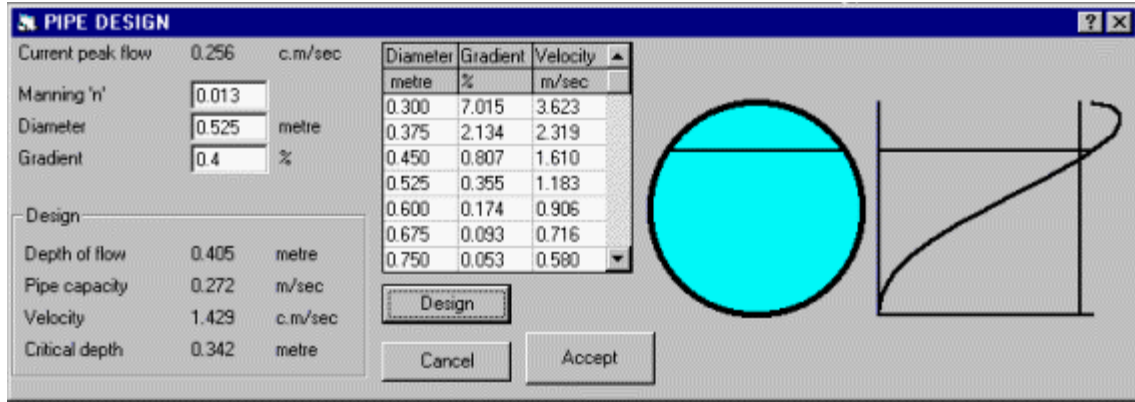 PIPE DESIGN
Current peak flow 0.256 c.m/sec
Manning 'n' 0.013
Diameter 0.525 metre
Gradient 0.4 %
Design
Depth of flow 0.405 metre
Pipe capacity 0.272 m/sec
Velocity 1.429 c.m/sec
Critical depth 0.342 metre
Diameter Gradient Velocity
metre % m/sec
0.300 7.015 3.623
0.375 2.134 2.319
0.450 0.807 1.610
0.525 0.355 1.183
0.600 0.174 0.906
0.675 0.093 0.716
0.750 0.053 0.580
Design
Cancel
Accept